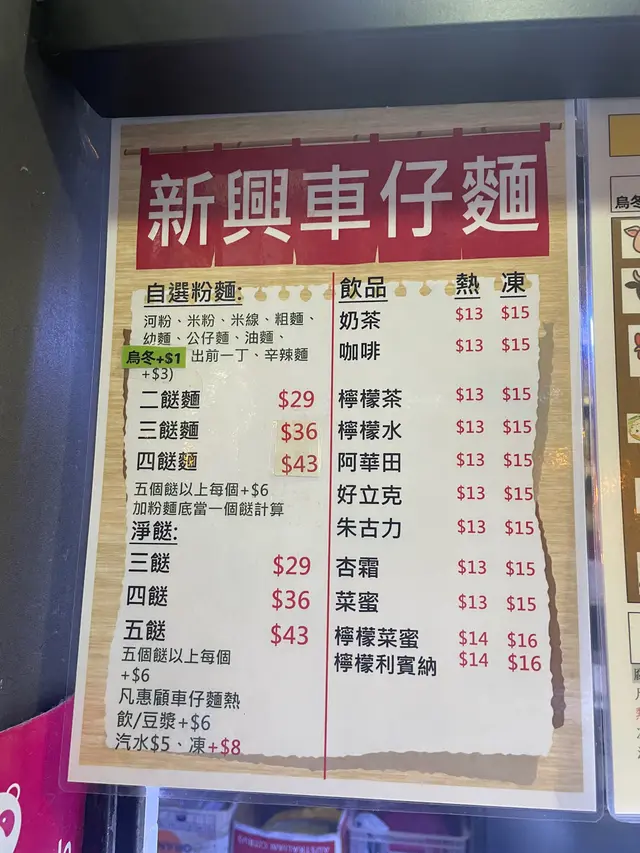 新興車仔麵
自選粉麵:
河粉、米粉、米線、粗麵、
幼麵、公仔麵、油麵、
烏冬+$1 出前一丁、辛辣麵
+$3)
二餸麵 $29
三餸麵 $36
四餸麵 $43
五個餸以上每個+$6
加粉麵底當一個餸計算
淨餸:
三餸 $29
四餸 $36
五餸 $43
五個餸以上每個
+$6
凡惠顧車仔麵熱
飲/豆漿+$6
汽水$5、凍+$8
飲品 熱 凍
奶茶 $13 $15
咖啡 $13 $15
檸檬茶 $13 $15
檸檬水 $13 $15
阿華田 $13 $15
好立克 $13 $15
朱古力 $13 $15
杏霜 $13 $15
菜蜜 $13 $15
檸檬菜蜜 $14 $16
檸檬利賓納 $14 $16
烏冬